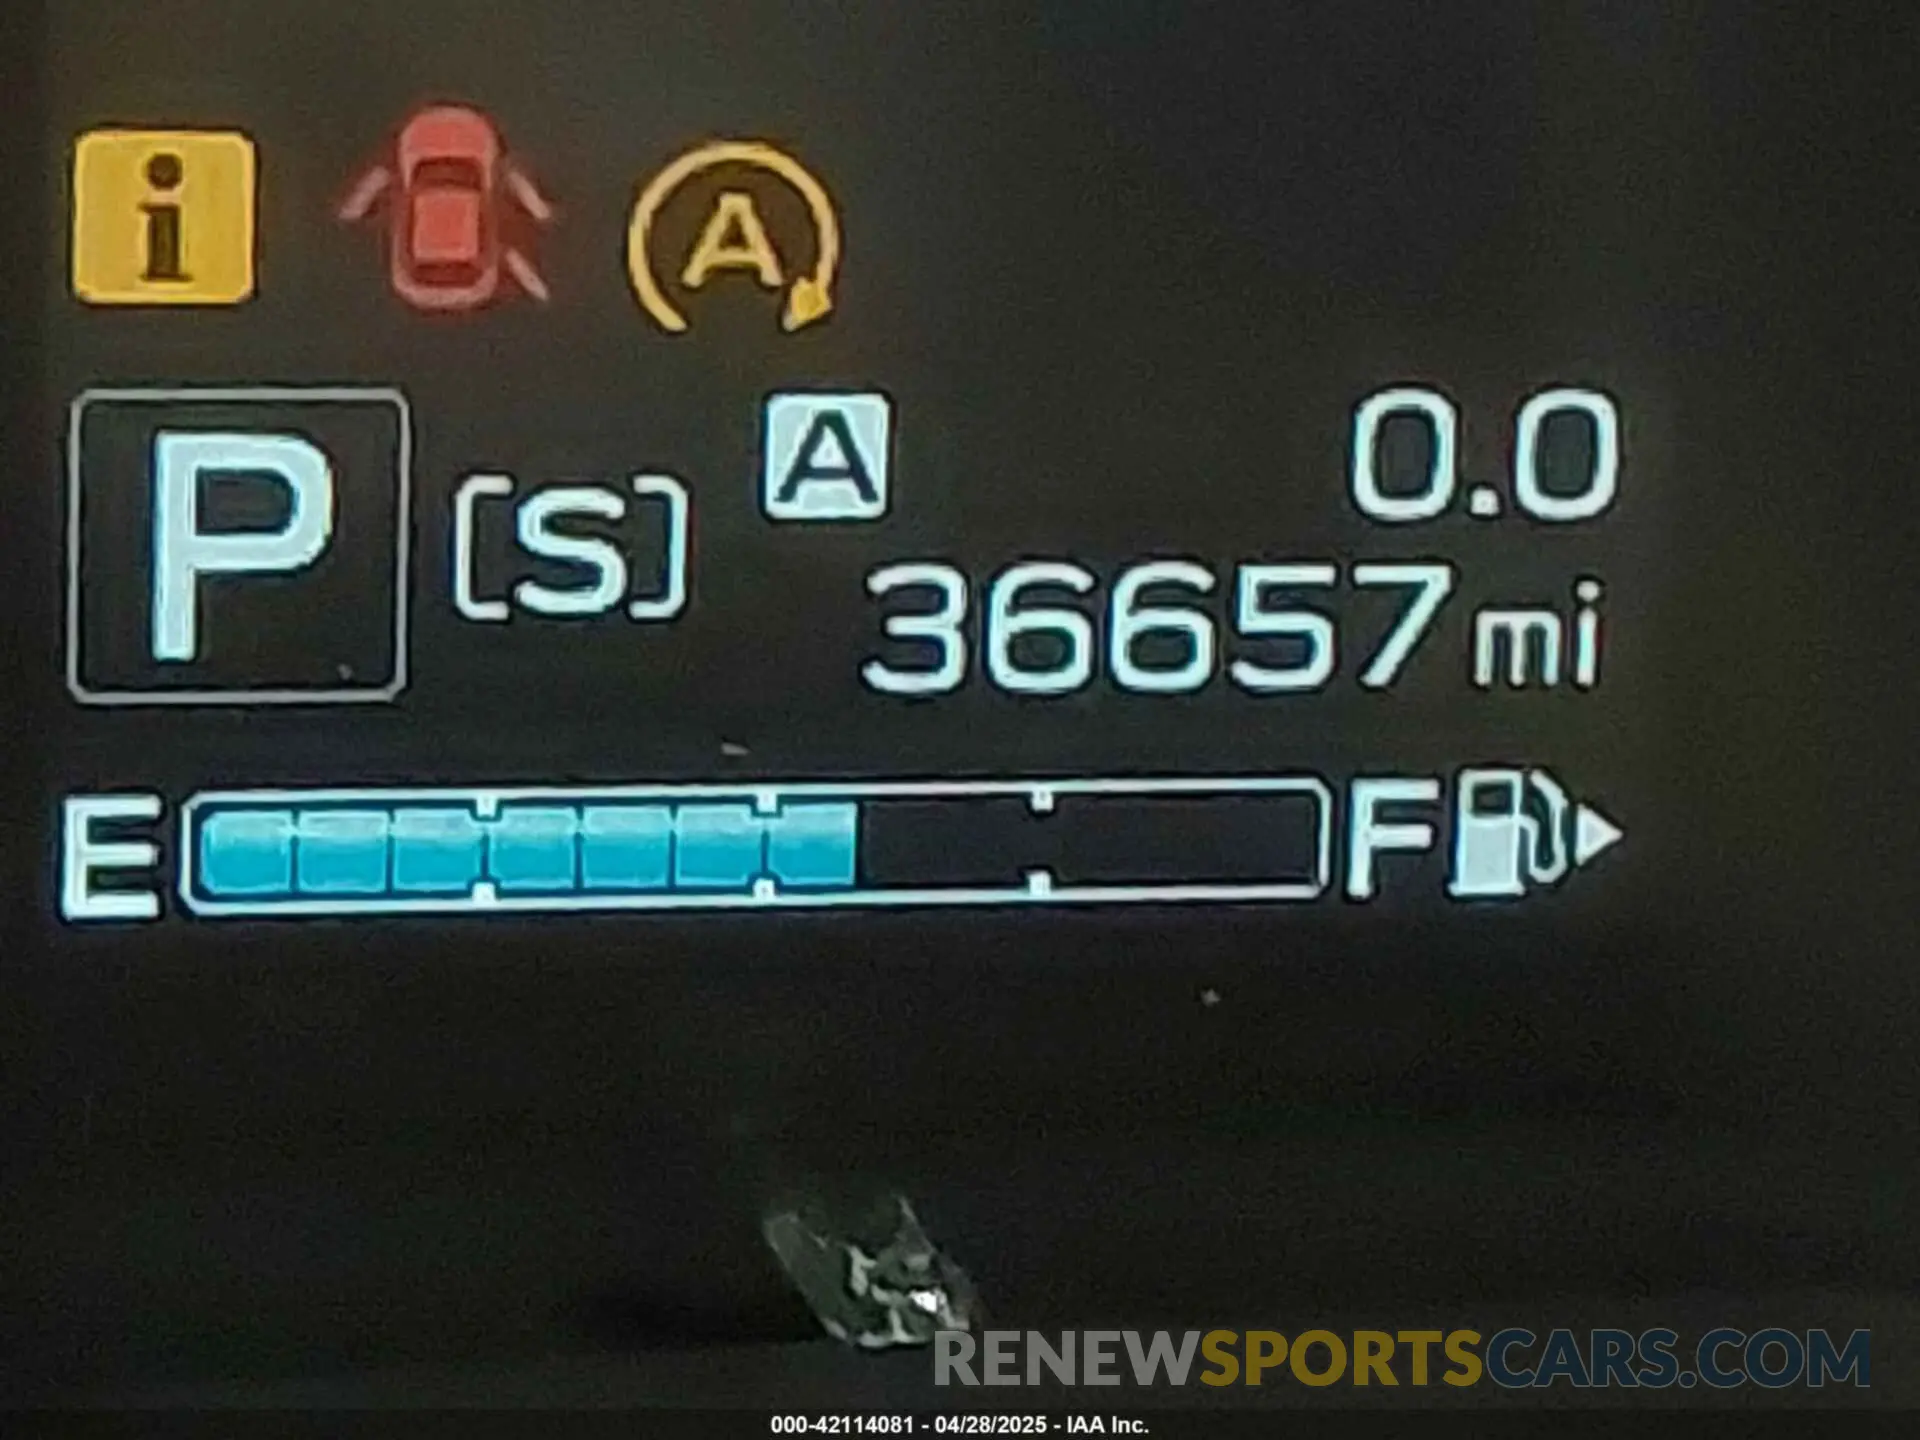 i
A
P [S] A 0.0
36657 mi
E F
RENEWSPORTSCARS.COM
000-42114081 - 04/28/2025 - IAA Inc.